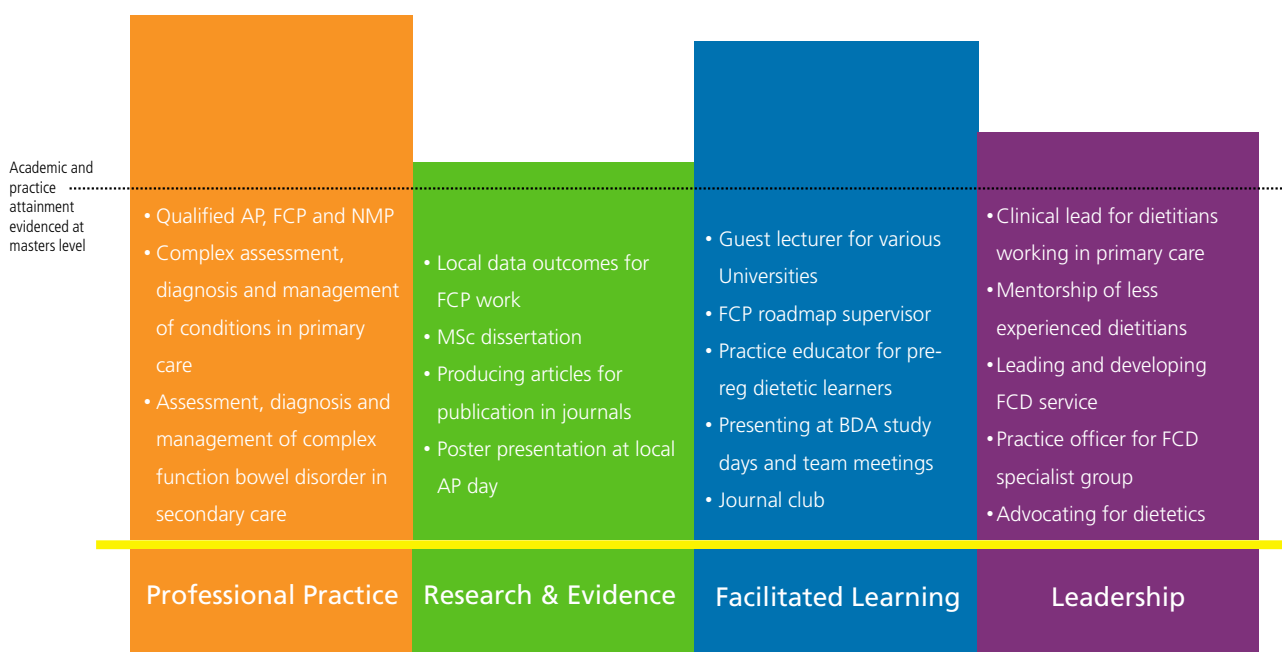 Academic and
practice
attainment
evidenced at
masters level
• Qualified AP, FCP and NMP
• Complex assessment,
diagnosis and management
of conditions in primary
care
• Assessment, diagnosis and
management of complex
function bowel disorder in
secondary care
Professional Practice
• Local data outcomes for
FCP work
• MSc dissertation
• Producing articles for
publication in journals
• Poster presentation at local
AP day
Research & Evidence
• Guest lecturer for various
Universities
• FCP roadmap supervisor
• Practice educator for pre-
reg dietetic learners
• Presenting at BDA study
days and team meetings
• Journal club
Facilitated Learning
• Clinical lead for dietitians
working in primary care
• Mentorship of less
experienced dietitians
• Leading and developing
FCD service
• Practice officer for FCD
specialist group
• Advocating for dietetics
Leadership